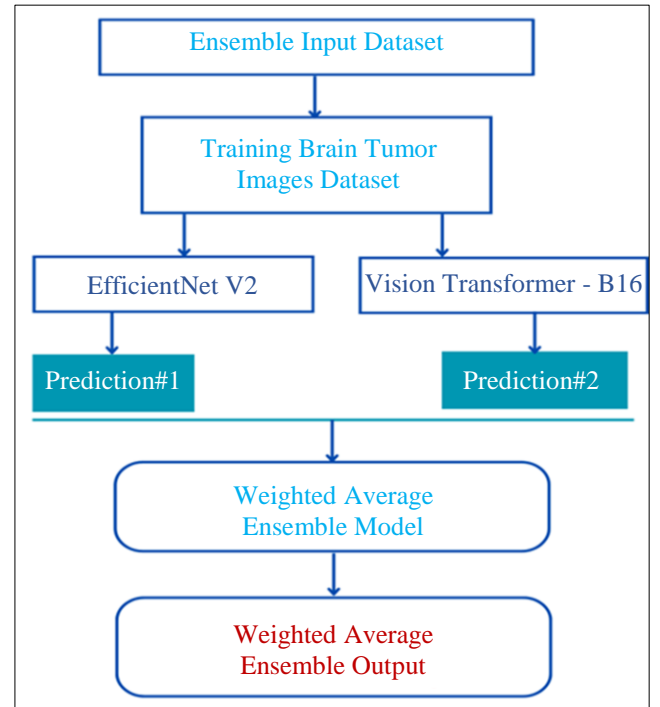 Ensemble Input Dataset
Training Brain Tumor
Images Dataset
EfficientNet V2
Vision Transformer - B16
Prediction#1
Prediction#2
Weighted Average
Ensemble Model
Weighted Average
Ensemble Output